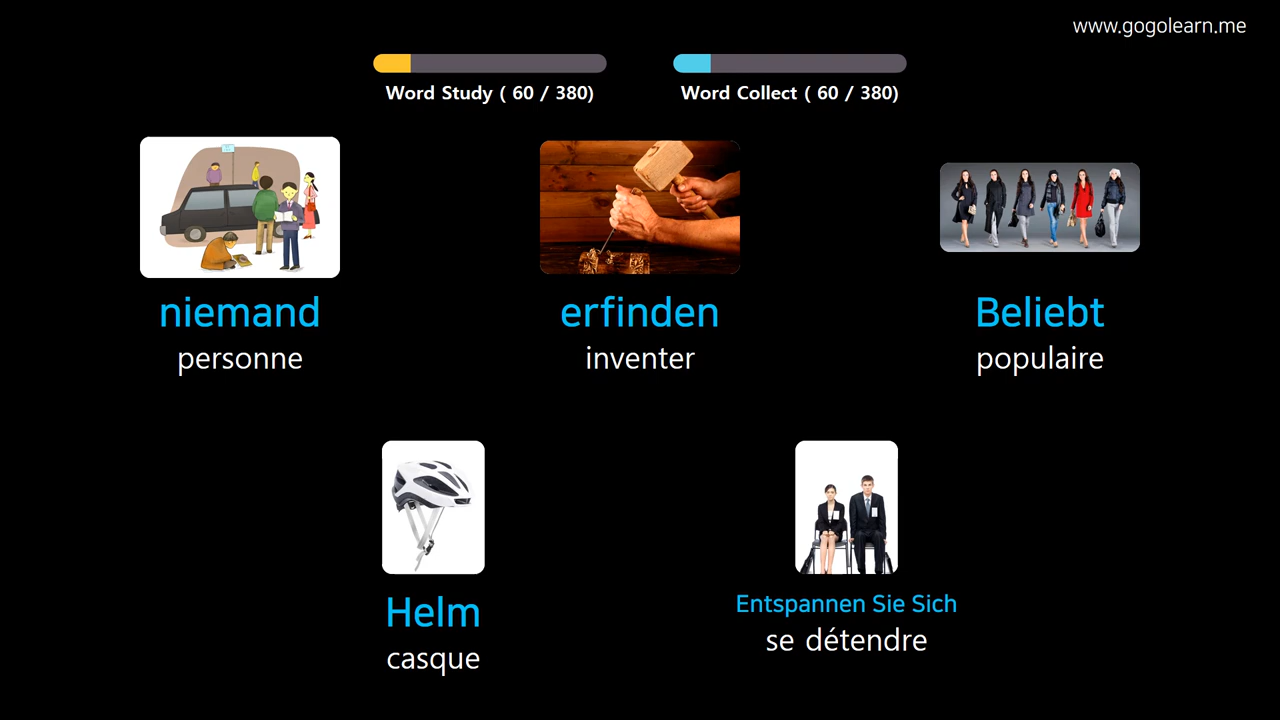 www.gogolearn.me
Word Study ( 60 / 380)
Word Collect ( 60 / 380)
niemand
personne
erfinden
inventer
Beliebt
populaire
Helm
casque
Entspannen Sie Sich
se détendre